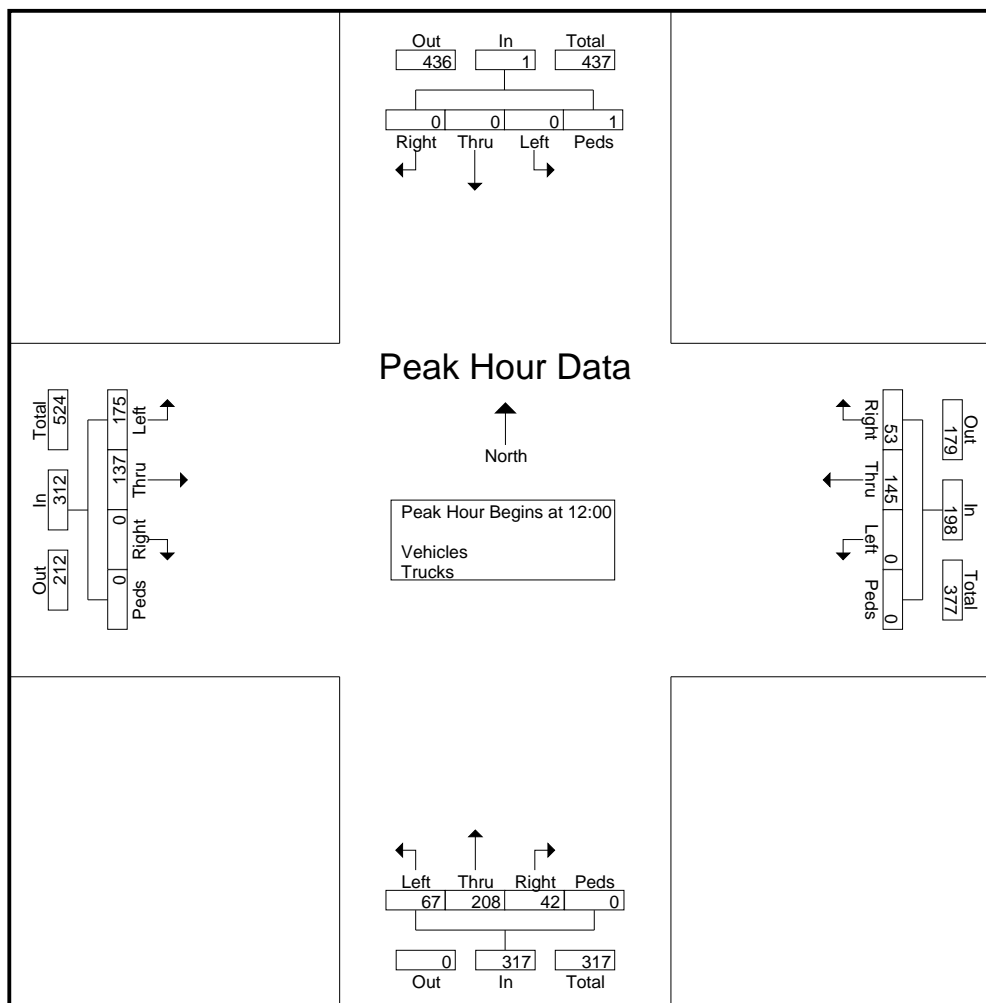 Out In Total
436 1 437
0 0 0 1
Right Thru Left Peds
Peak Hour Data
North
Peak Hour Begins at 12:00
Vehicles
Trucks
Total In Out
524 312 212
175 137 0 0
Left Thru Right Peds
Out In Total
179 198 377
53 145 0 0
Right Thru Left Peds
Left Thru Right Peds
67 208 42 0
0 317 317
Out In Total